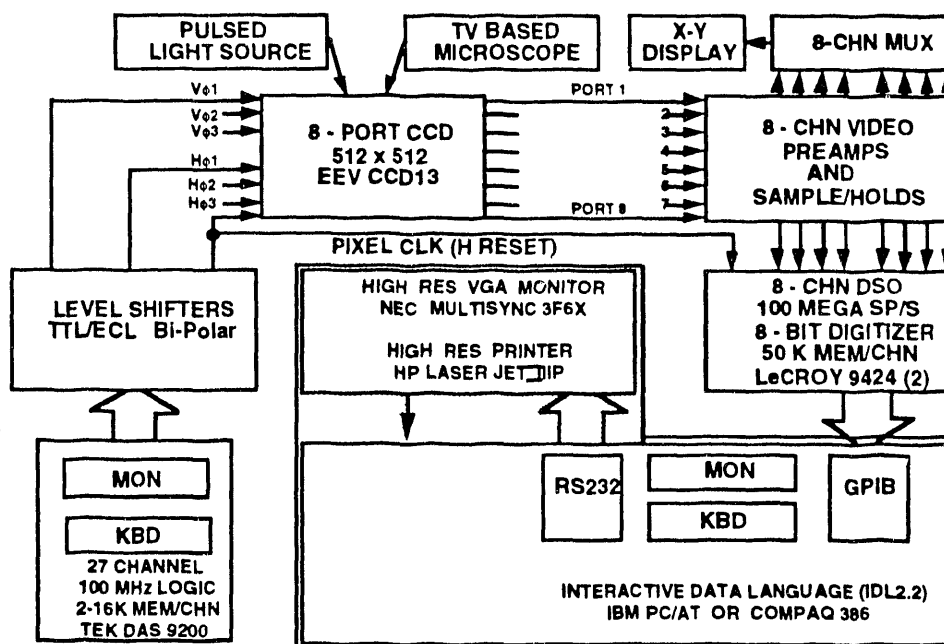 PULSED
LIGHT SOURCE
TV BASED
MICROSCOPE
X-Y
DISPLAY
8-CHN MUX
Vφ1
Vφ2
Vφ3
Hφ1
Hφ2
Hφ3
8 - PORT CCD
512 x 512
EEV CCD13
PORT 1
2
3
4
5
6
7
PORT 8
8 - CHN VIDEO
PREAMPS
AND
SAMPLE/HOLDS
PIXEL CLK (H RESET)
LEVEL SHIFTERS
TTL/ECL Bi-Polar
HIGH RES VGA MONITOR
NEC MULTISYNC 3F6X
HIGH RES PRINTER
HP LASER JET
8 - CHN DSO
100 MEGA SP/S
8 - BIT DIGITIZER
50 K MEM/CHN
LeCROY 9424 (2)
MON
KBD
27 CHANNEL
100 MHz LOGIC
2-16K MEM/CHN
TEK DAS 9200
RS232
MON
KBD
GPIB
INTERACTIVE DATA LANGUAGE (IDL2.2)
IBM PC/AT OR COMPAQ 386